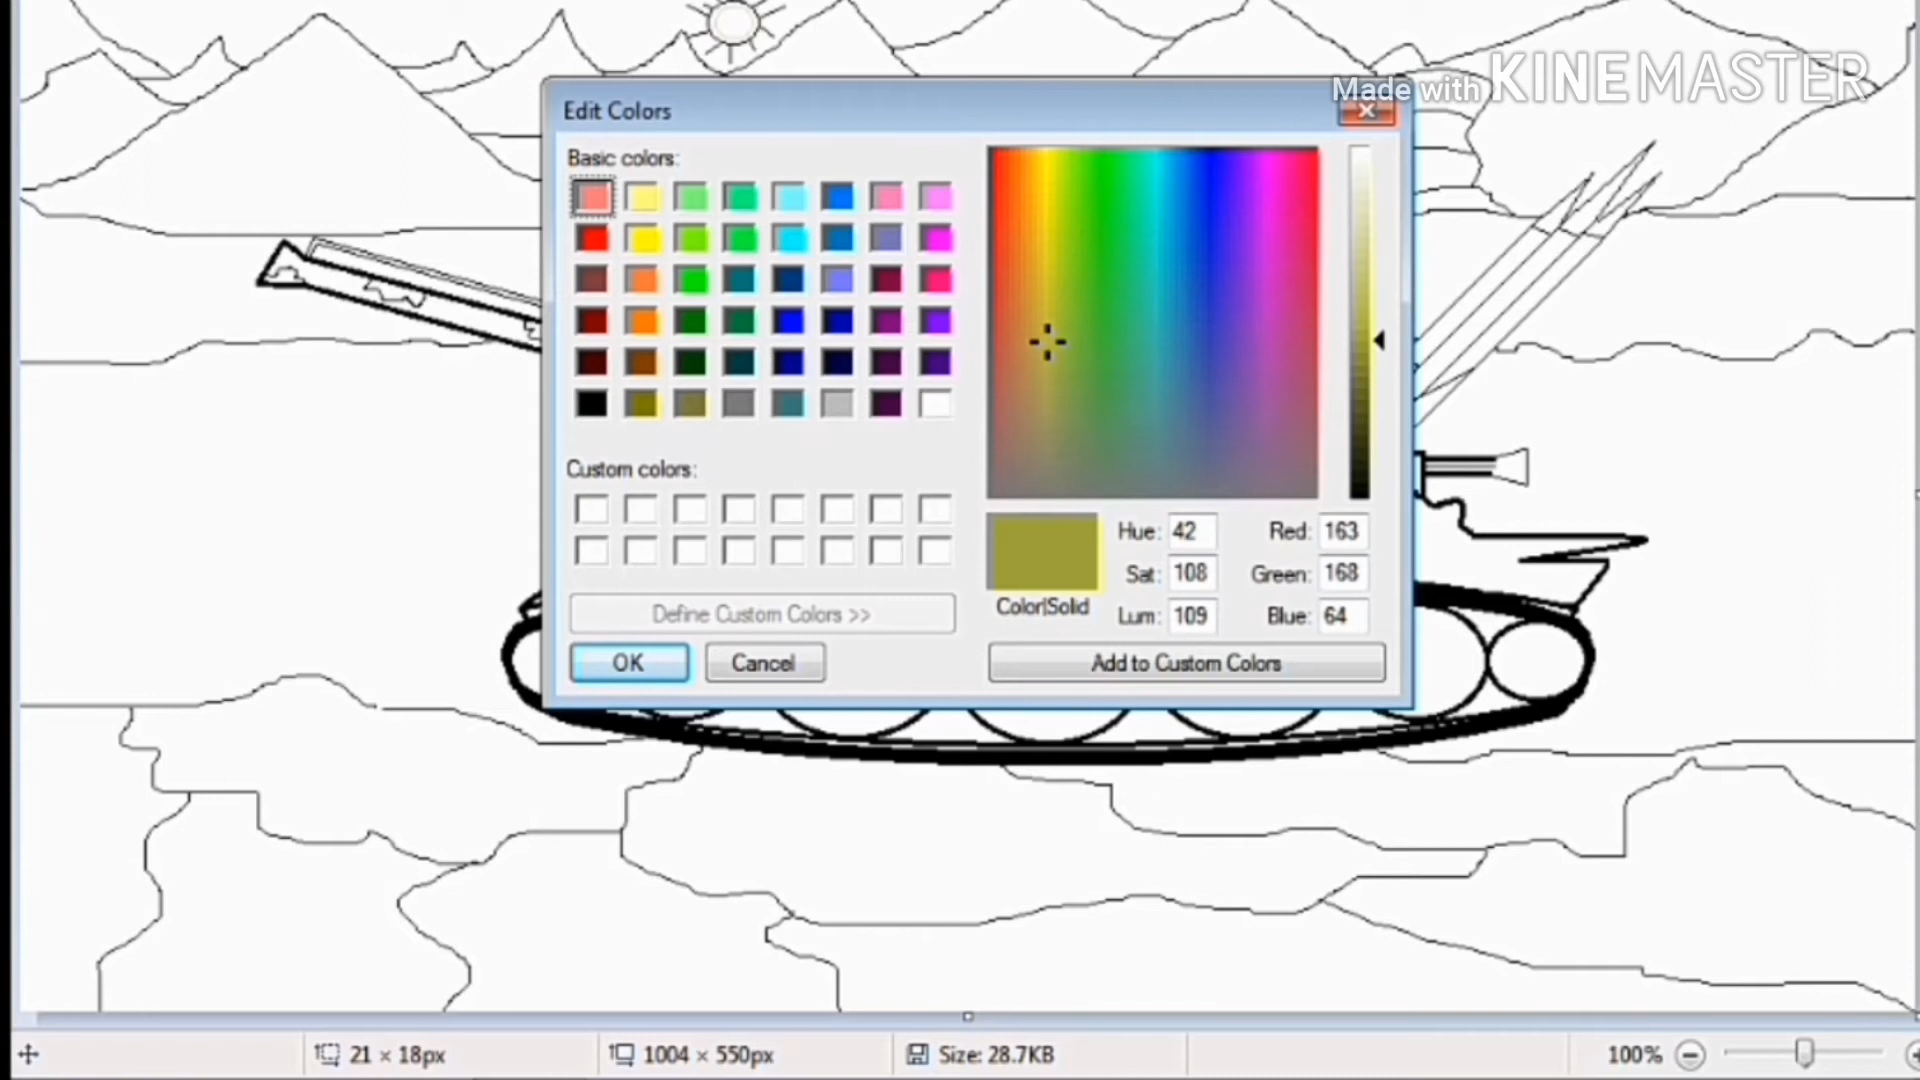 Made with KINEMASTER
Edit Colors
Basic colors:
Custom colors:
Define Custom Colors >>
OK Cancel
Color|Solid
Hue: 42 Red: 163
Sat: 108 Green: 168
Lum: 109 Blue: 64
Add to Custom Colors
21 × 18px 1004 × 550px Size: 28.7KB 100%